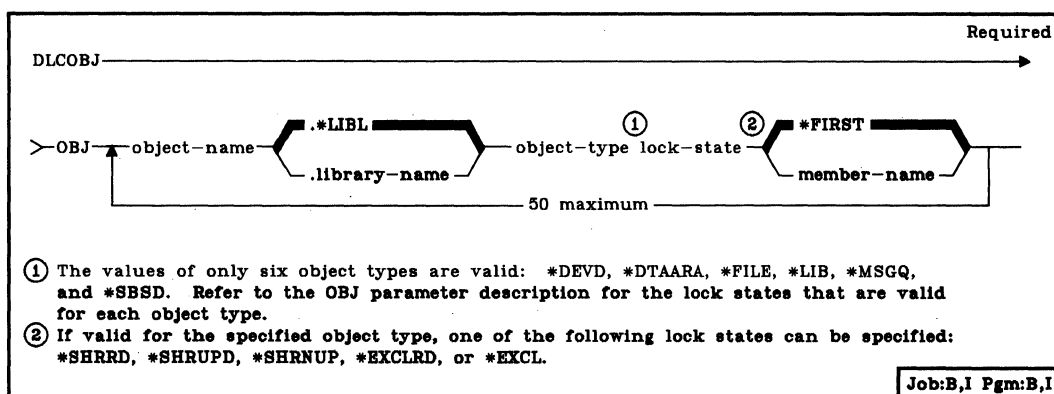 Required
DLCOBJ
.*LIBL ① ② *FIRST
OBJ object-name object-type lock-state
.library-name member-name
50 maximum
① The values of only six object types are valid: *DEVD, *DTAARA, *FILE, *LIB, *MSGQ,
and *SBSD. Refer to the OBJ parameter description for the lock states that are valid
for each object type.
② If valid for the specified object type, one of the following lock states can be specified:
*SHRRD, *SHRUPD, *SHRNUP, *EXCLRD, or *EXCL.
Job:B,I Pgm:B,I